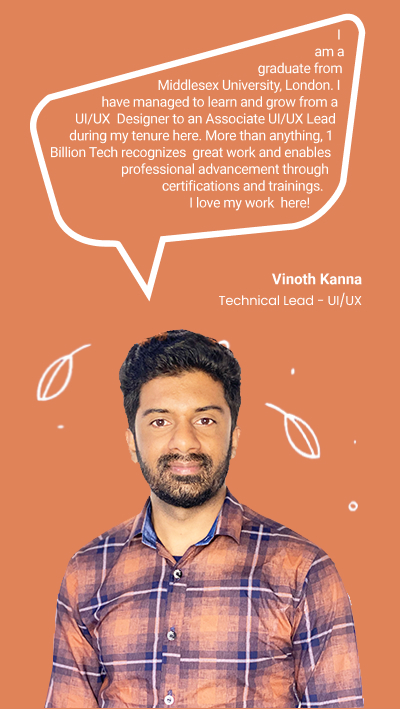 I
am a
graduate from
Middlesex University, London. I
have managed to learn and grow from a
UI/UX Designer to an Associate UI/UX Lead
during my tenure here. More than anything, 1
Billion Tech recognizes great work and enables
professional advancement through
certifications and trainings.
I love my work here!
Vinoth Kanna
Technical Lead - UI/UX